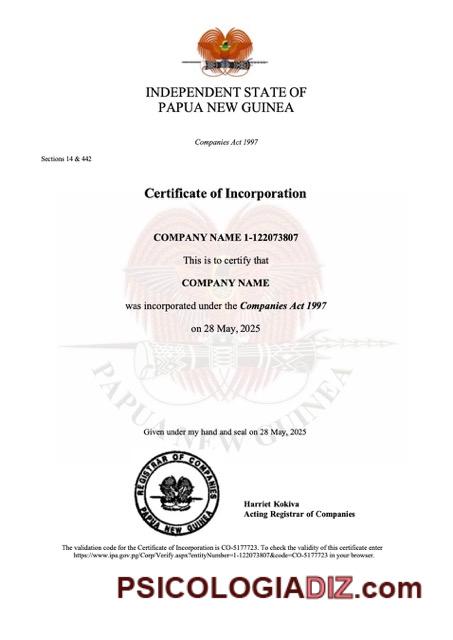 INDEPENDENT STATE OF
PAPUA NEW GUINEA
Companies Act 1997
Sections 14 & 442
Certificate of Incorporation
COMPANY NAME 1-122073807
This is to certify that
COMPANY NAME
was incorporated under the Companies Act 1997
on 28 May, 2025
PAPUA NEW GUINEA
Given under my hand and seal on 28 May, 2025
REGISTRAR OF COMPANIES
PAPUA NEW GUINEA
Harriet Kokiva
Acting Registrar of Companies
The validation code for the Certificate of Incorporation is CO-5177723. To check the validity of this certificate enter
https://www.ipa.gov.pg/Corp/Verify.aspx?entityNumber=1-122073807&code=CO-5177723 in your browser.
PSICOLOGIADIZ.com